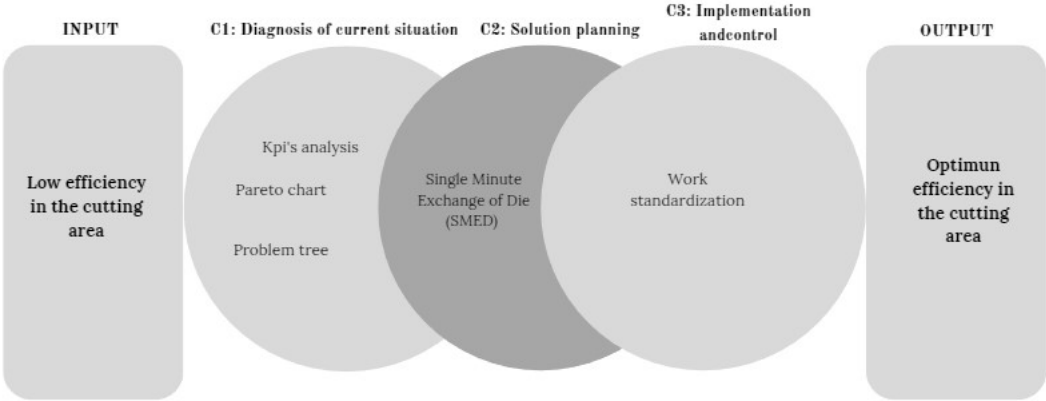 INPUT
Low efficiency
in the cutting
area
C1: Diagnosis of current situation
Kpi's analysis
Pareto chart
Problem tree
C2: Solution planning
Single Minute
Exchange of Die
(SMED)
C3: Implementation
andcontrol
Work
standardization
OUTPUT
Optimun
efficiency in
the cutting
area